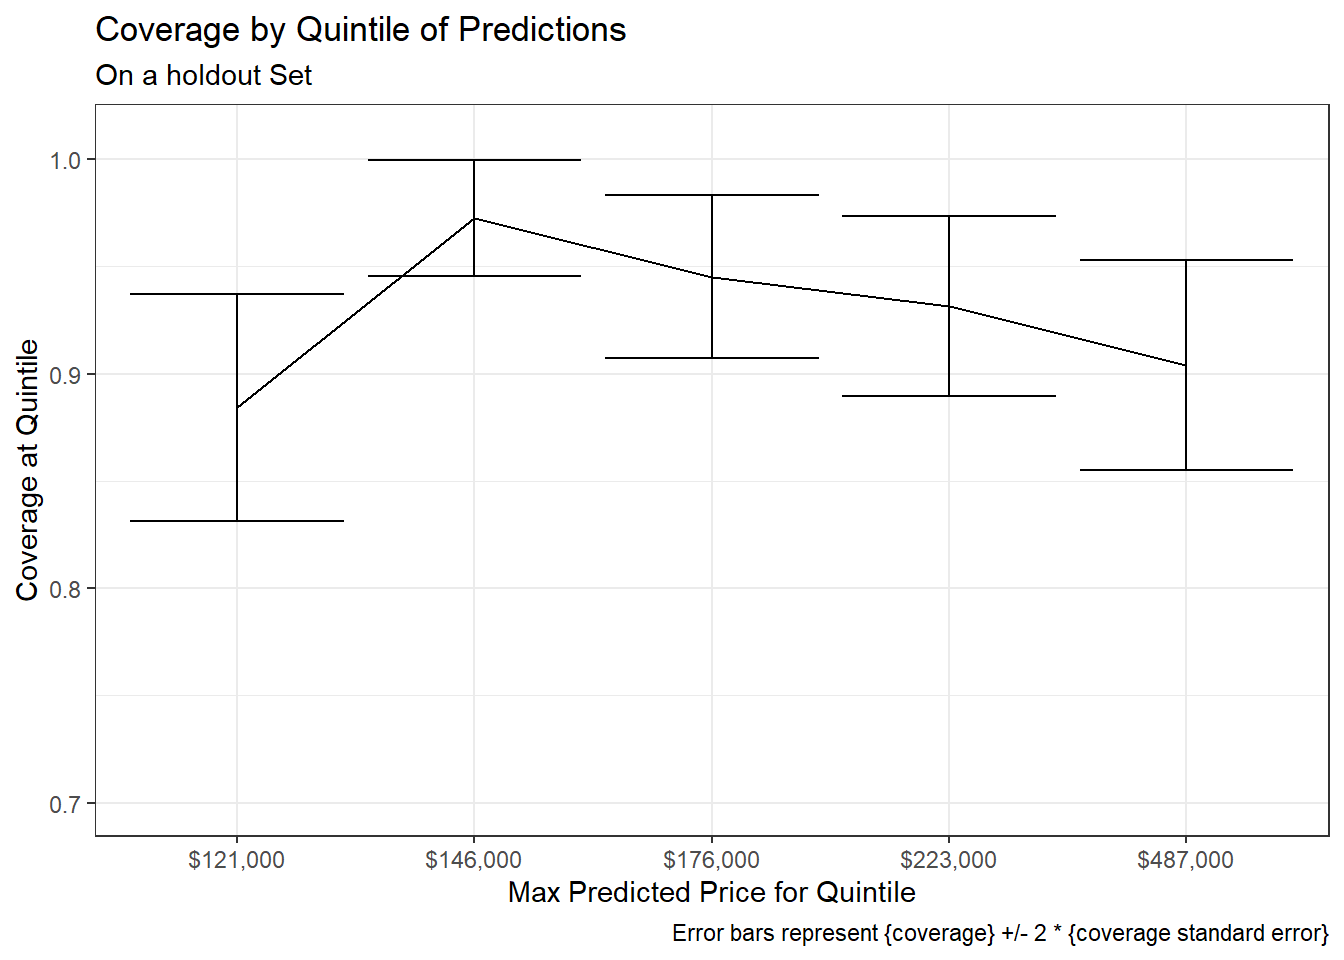 Coverage by Quintile of Predictions
On a holdout Set
Coverage at Quintile
1.0
0.9
0.8
0.7
$121,000 $146,000 $176,000 $223,000 $487,000
Max Predicted Price for Quintile
Error bars represent {coverage} +/- 2 * {coverage standard error}